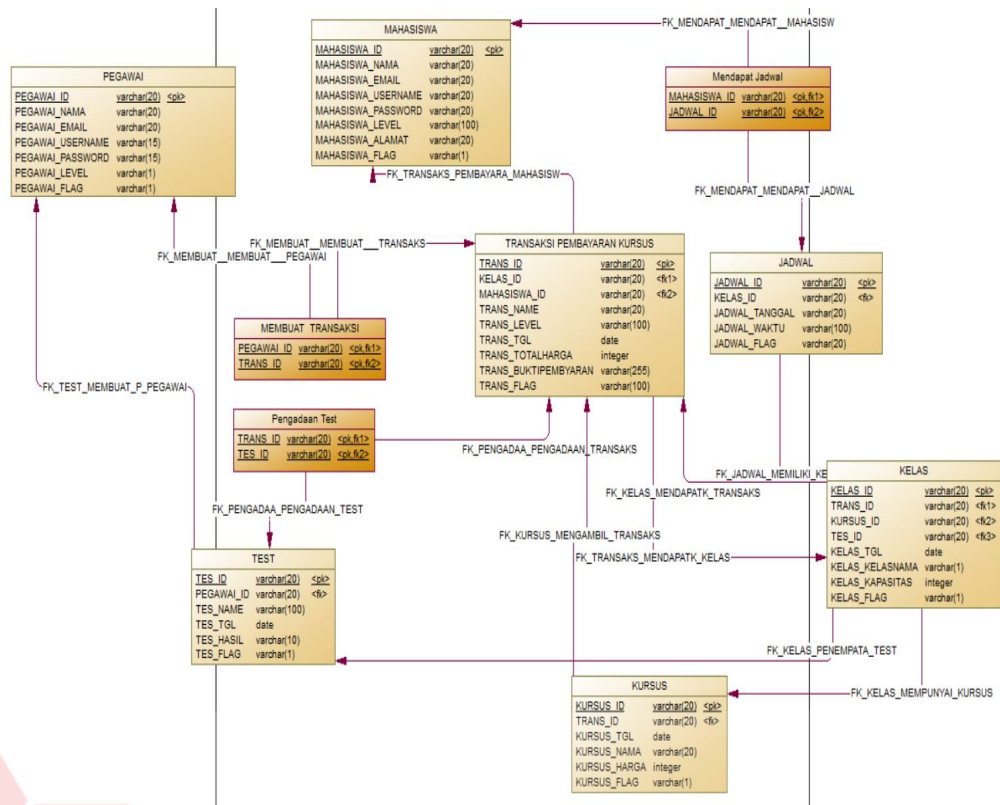 FK_MENDAPAT_MENDAPAT__MAHASISW
MAHASISWA
MAHASISWA_ID varchar(20) <pk>
MAHASISWA_NAMA varchar(20)
MAHASISWA_EMAIL varchar(20)
MAHASISWA_USERNAME varchar(20)
MAHASISWA_PASSWORD varchar(20)
MAHASISWA_LEVEL varchar(100)
MAHASISWA_ALAMAT varchar(20)
MAHASISWA_FLAG varchar(1)
PEGAWAI
PEGAWAI_ID varchar(20) <pk>
PEGAWAI_NAMA varchar(20)
PEGAWAI_EMAIL varchar(20)
PEGAWAI_USERNAME varchar(15)
PEGAWAI_PASSWORD varchar(15)
PEGAWAI_LEVEL varchar(1)
PEGAWAI_FLAG varchar(1)
Mendapat Jadwal
MAHASISWA_ID varchar(20) <pk,fk1>
JADWAL_ID varchar(20) <pk,fk2>
FK_TRANSAKS_PEMBAYARA_MAHASISW
FK_MENDAPAT_MENDAPAT__JADWAL
FK_MEMBUAT__MEMBUAT___TRANSAKS
FK_MEMBUAT__MEMBUAT___PEGAWAI
TRANSAKSI PEMBAYARAN KURSUS
TRANS_ID varchar(20) <pk>
KELAS_ID varchar(20) <fk1>
MAHASISWA_ID varchar(20) <fk2>
TRANS_NAME varchar(20)
TRANS_LEVEL varchar(100)
TRANS_TGL date
TRANS_TOTALHARGA integer
TRANS_BUKTIPEMBYARAN varchar(255)
TRANS_FLAG varchar(100)
JADWAL
JADWAL_ID varchar(20) <pk>
KELAS_ID varchar(20) <fk>
JADWAL_TANGGAL varchar(20)
JADWAL_WAKTU varchar(100)
JADWAL_FLAG varchar(20)
MEMBUAT TRANSAKSI
PEGAWAI_ID varchar(20) <pk,fk1>
TRANS_ID varchar(20) <pk,fk2>
FK_TEST_MEMBUAT_P_PEGAWAI
Pengadaan Test
TRANS_ID varchar(20) <pk,fk1>
TES_ID varchar(20) <pk,fk2>
FK_PENGADAA_PENGADAAN_TRANSAKS
FK_JADWAL_MEMILIKI_KE
FK_KELAS_MENDAPATK_TRANSAKS
FK_PENGADAA_PENGADAAN_TEST
FK_KURSUS_MENGAMBIL_TRANSAKS
FK_TRANSAKS_MENDAPATK_KELAS
KELAS
KELAS_ID varchar(20) <pk>
TRANS_ID varchar(20) <fk1>
KURSUS_ID varchar(20) <fk2>
TES_ID varchar(20) <fk3>
KELAS_TGL date
KELAS_KELASNAMA varchar(1)
KELAS_KAPASITAS integer
KELAS_FLAG varchar(1)
TEST
TES_ID varchar(20) <pk>
PEGAWAI_ID varchar(20) <fk>
TES_NAME varchar(100)
TES_TGL date
TES_HASIL varchar(10)
TES_FLAG varchar(1)
FK_KELAS_PENEMPATA_TEST
FK_KELAS_MEMPUNYAI_KURSUS
KURSUS
KURSUS_ID varchar(20) <pk>
TRANS_ID varchar(20) <fk>
KURSUS_TGL date
KURSUS_NAMA varchar(20)
KURSUS_HARGA integer
KURSUS_FLAG varchar(1)